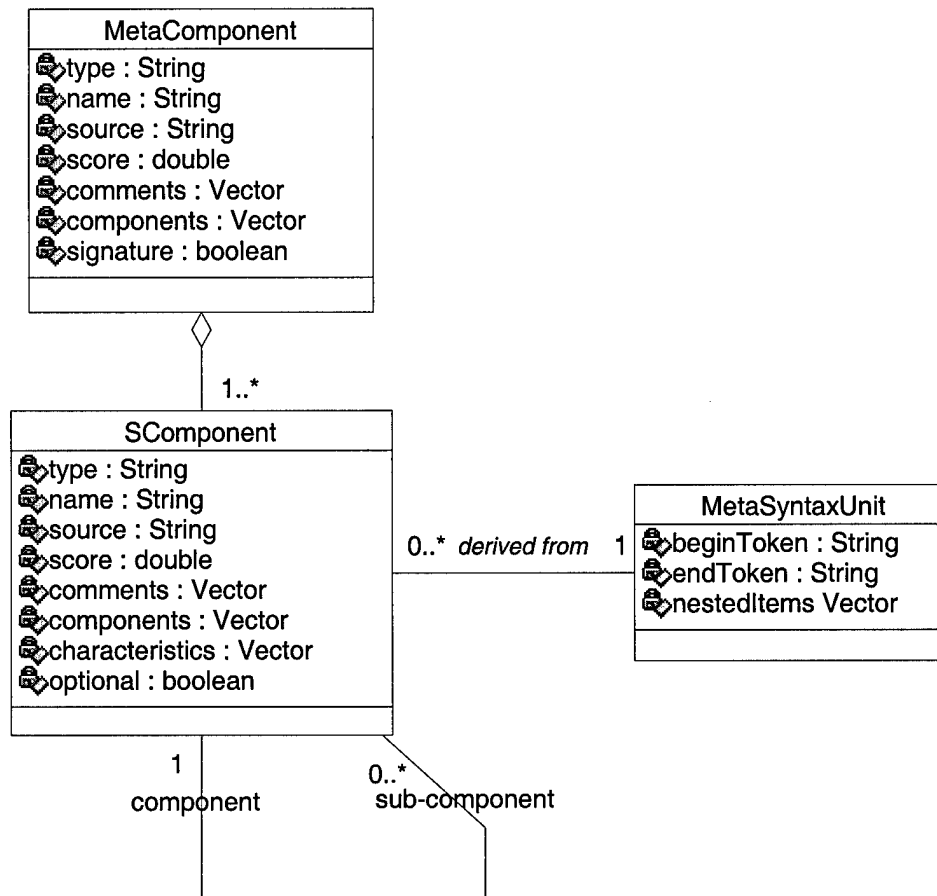 MetaComponent
type : String
name : String
source : String
score : double
comments : Vector
components : Vector
signature : boolean
1..*
SComponent
type : String
name : String
source : String
score : double
comments : Vector
components : Vector
characteristics : Vector
optional : boolean
0..* derived from 1
MetaSyntaxUnit
beginToken : String
endToken : String
nestedItems Vector
1
component
0..*
sub-component